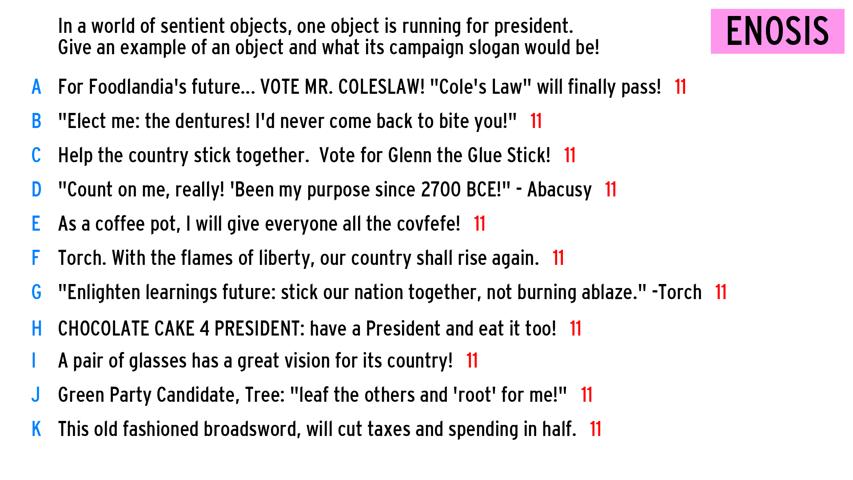 In a world of sentient objects, one object is running for president.
Give an example of an object and what its campaign slogan would be!
ENOSIS
A For Foodlandia's future... VOTE MR. COLESLAW! "Cole's Law" will finally pass! 11
B "Elect me: the dentures! I'd never come back to bite you!" 11
C Help the country stick together.  Vote for Glenn the Glue Stick! 11
D "Count on me, really! 'Been my purpose since 2700 BCE!" - Abacusy 11
E As a coffee pot, I will give everyone all the covfefe! 11
F Torch. With the flames of liberty, our country shall rise again. 11
G "Enlighten learnings future: stick our nation together, not burning ablaze." -Torch 11
H CHOCOLATE CAKE 4 PRESIDENT: have a President and eat it too! 11
I A pair of glasses has a great vision for its country! 11
J Green Party Candidate, Tree: "leaf the others and 'root' for me!" 11
K This old fashioned broadsword, will cut taxes and spending in half. 11